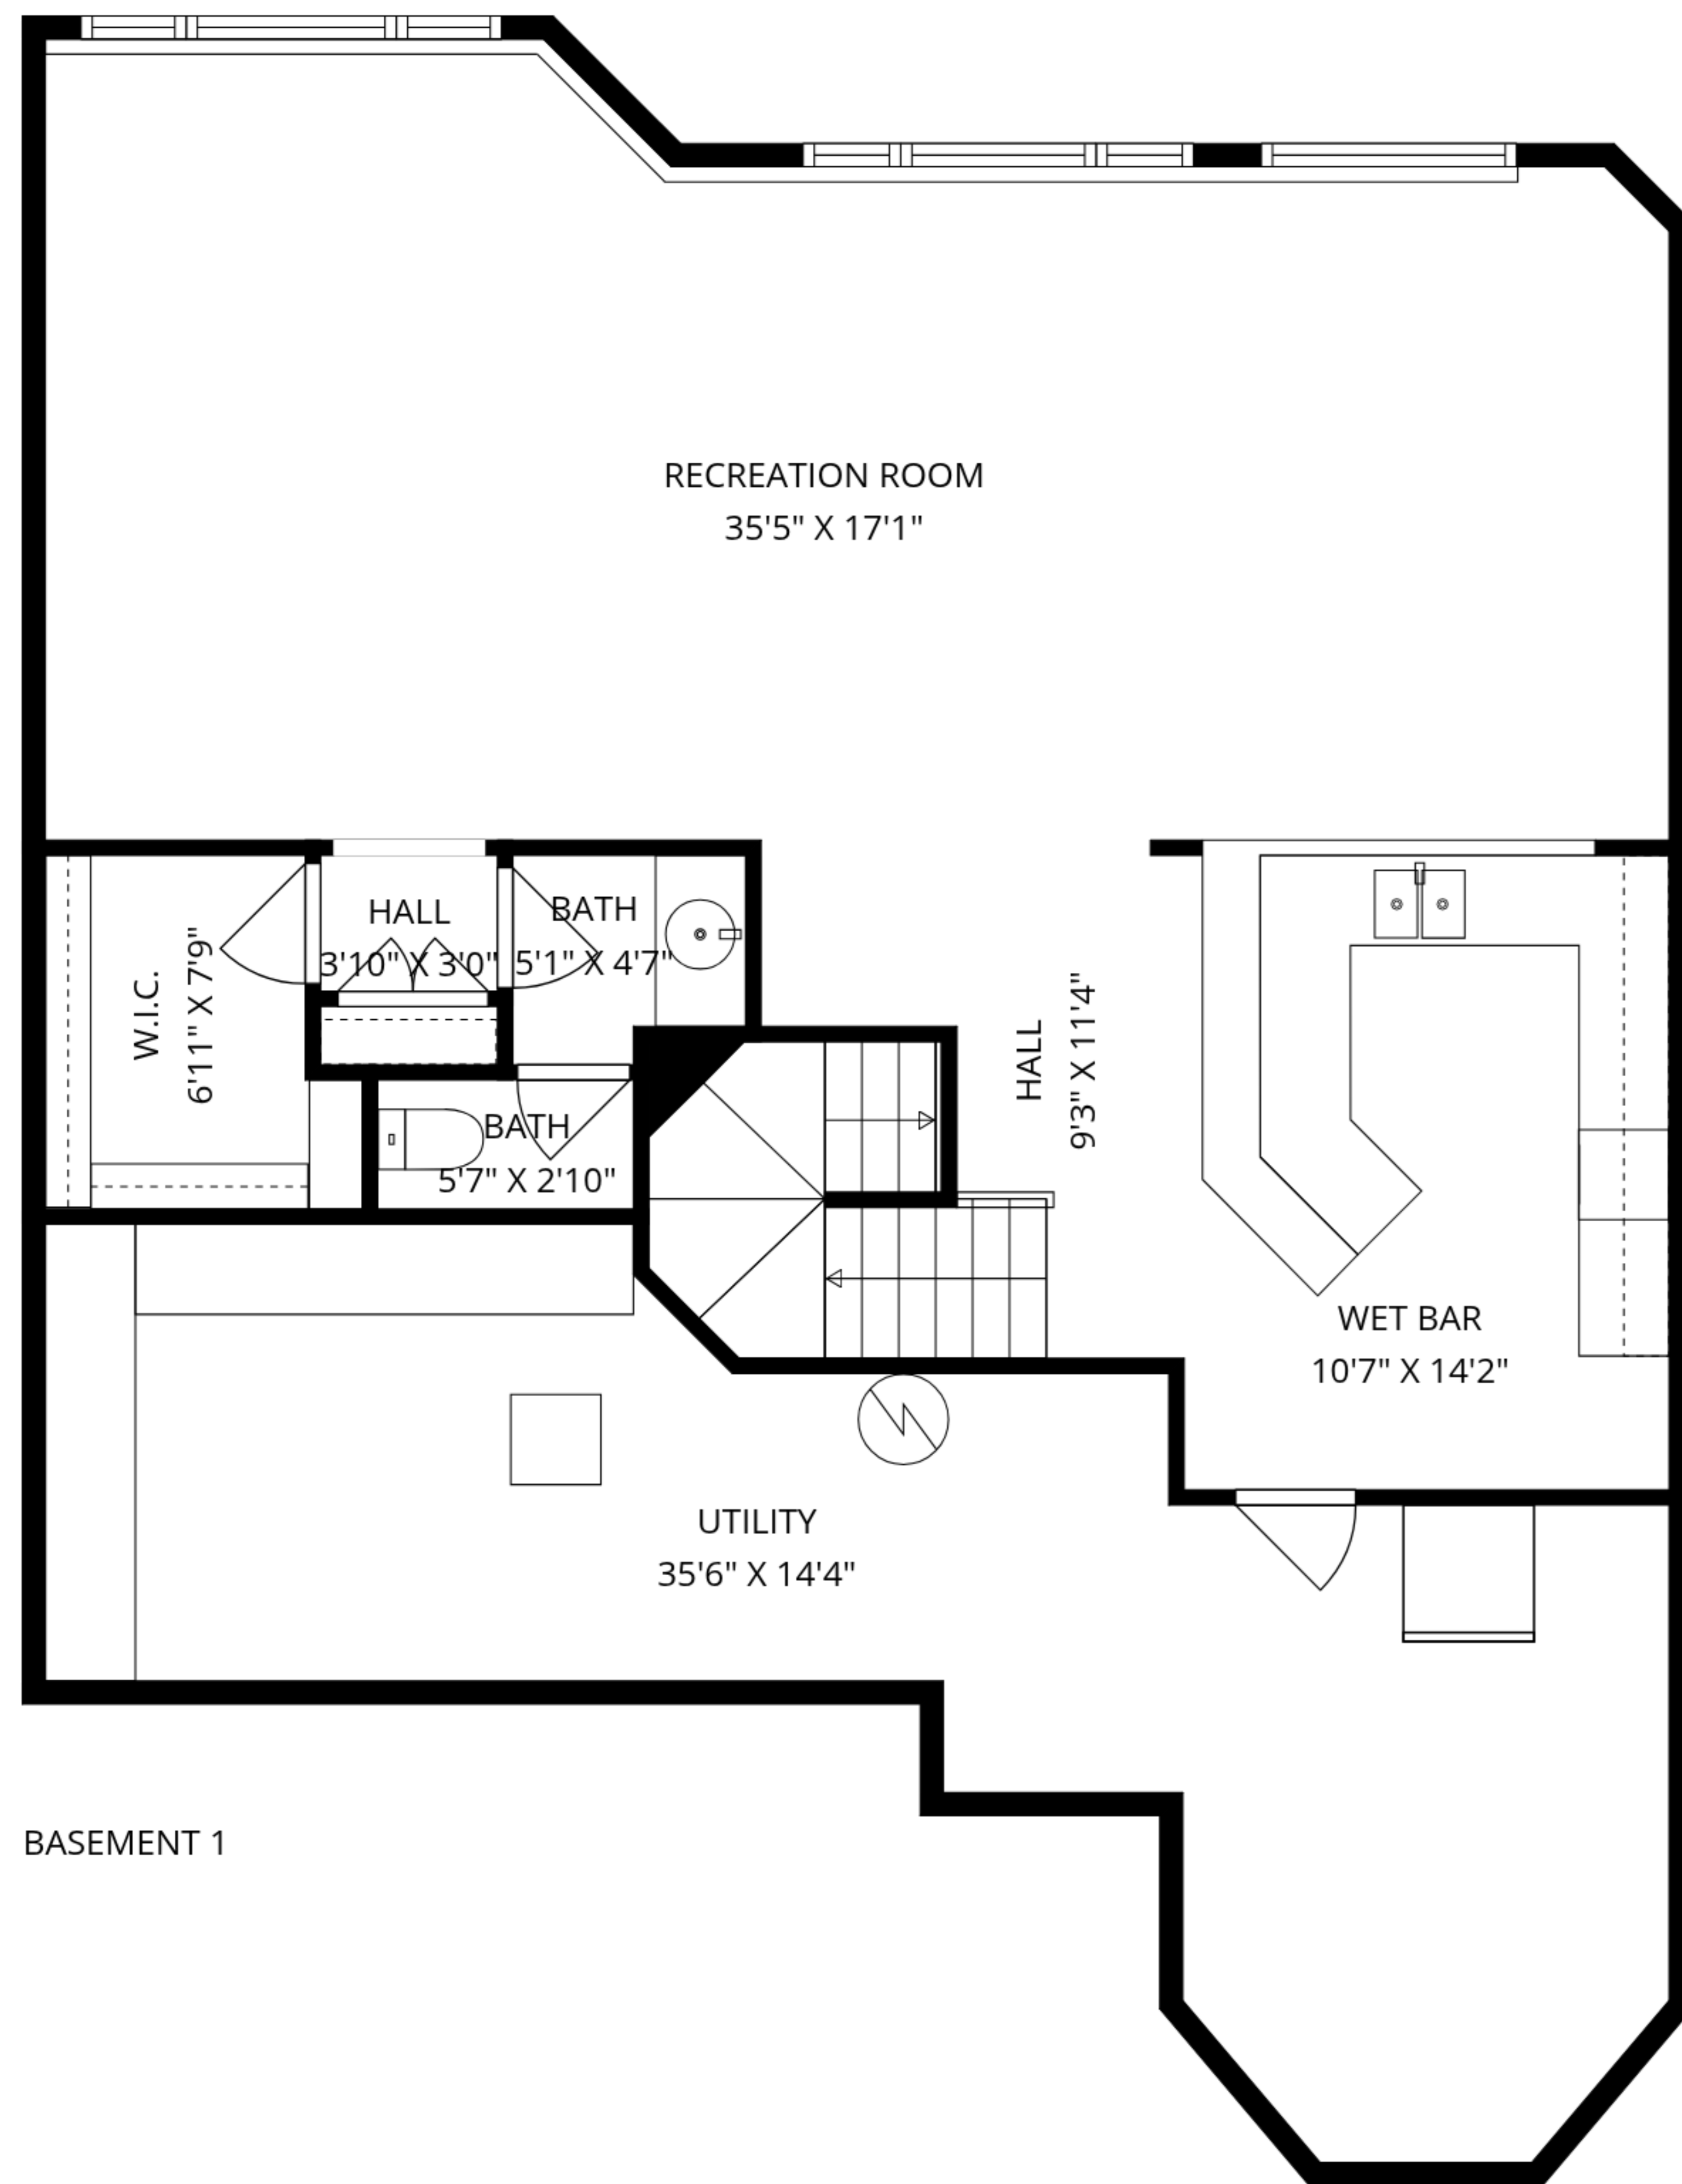 RECREATION ROOM
35'5" X 17'1"
HALL
3'10" X 3'0"
BATH
5'1" X 4'7"
W.I.C.
6'11" X 7'9"
HALL
9'3" X 11'4"
BATH
5'7" X 2'10"
WET BAR
10'7" X 14'2"
UTILITY
35'6" X 14'4"
BASEMENT 1